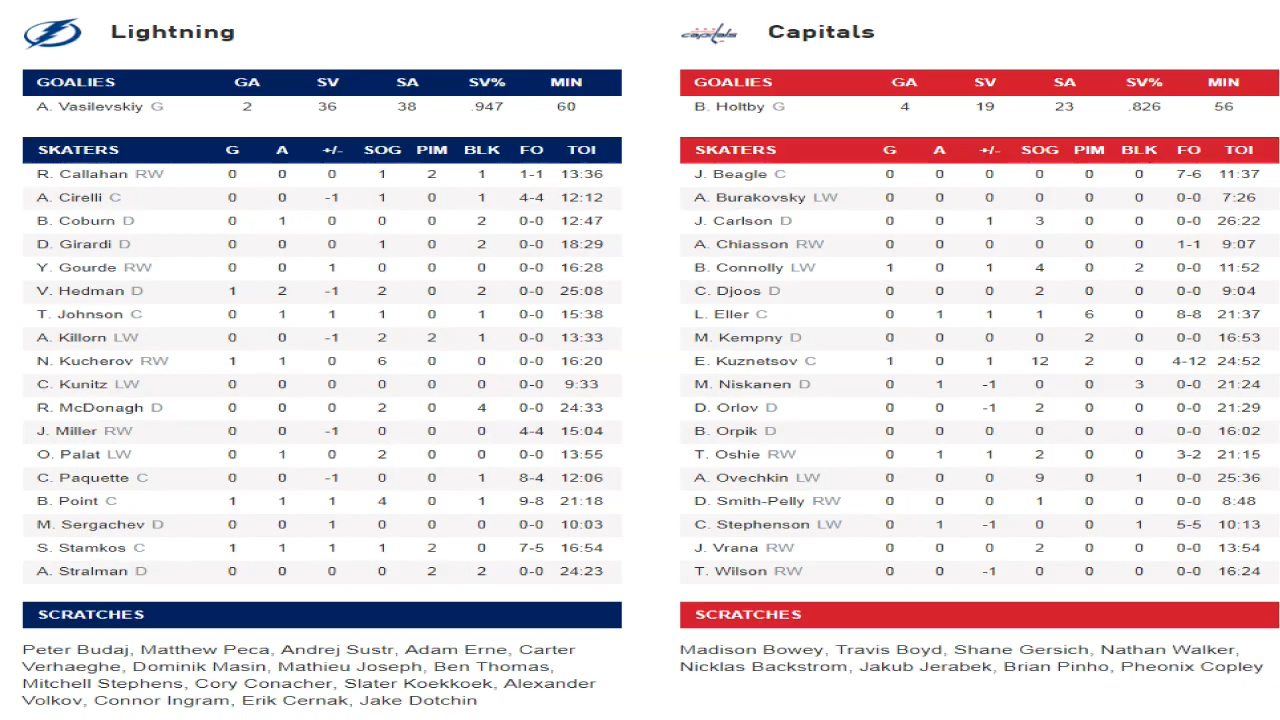 Lightning
GOALIES GA SV SA SV% MIN
A. Vasilevskiy G 2 36 38 .947 60
SKATERS G A +/- SOG PIM BLK FO TOI
R. Callahan RW 0 0 0 1 2 1 1-1 13:36
A. Cirelli C 0 0 -1 1 0 1 4-4 12:12
B. Coburn D 0 1 0 0 0 2 0-0 12:47
D. Girardi D 0 0 0 1 0 2 0-0 18:29
Y. Gourde RW 0 0 1 0 0 0 0-0 16:28
V. Hedman D 1 2 -1 2 0 2 0-0 25:08
T. Johnson C 0 1 1 1 0 1 0-0 15:38
A. Killorn LW 0 0 -1 2 2 1 0-0 13:33
N. Kucherov RW 1 1 0 6 0 0 0-0 16:20
C. Kunitz LW 0 0 0 0 0 0 0-0 9:33
R. McDonagh D 0 0 0 2 0 4 0-0 24:33
J. Miller RW 0 0 -1 0 0 0 4-4 15:04
O. Palat LW 0 1 0 2 0 0 0-0 13:55
C. Paquette C 0 0 -1 0 0 1 8-4 12:06
B. Point C 1 1 1 4 0 1 9-8 21:18
M. Sergachev D 0 0 1 0 0 0 0-0 10:03
S. Stamkos C 1 1 1 1 2 0 7-5 16:54
A. Stralman D 0 0 0 0 2 2 0-0 24:23
SCRATCHES
Peter Budaj, Matthew Peca, Andrej Sustr, Adam Erne, Carter
Verhaeghe, Dominik Masin, Mathieu Joseph, Ben Thomas,
Mitchell Stephens, Cory Conacher, Slater Koekkoek, Alexander
Volkov, Connor Ingram, Erik Cernak, Jake Dotchin
capitals
Capitals
GOALIES GA SV SA SV% MIN
B. Holtby G 4 19 23 .826 56
SKATERS G A +/- SOG PIM BLK FO TOI
J. Beagle C 0 0 0 0 0 0 7-6 11:37
A. Burakovsky LW 0 0 0 0 0 0 0-0 7:26
J. Carlson D 0 0 1 3 0 0 0-0 26:22
A. Chiasson RW 0 0 0 0 0 0 1-1 9:07
B. Connolly LW 1 0 1 4 0 2 0-0 11:52
C. Djoos D 0 0 0 2 0 0 0-0 9:04
L. Eller C 0 1 1 1 6 0 8-8 21:37
M. Kempny D 0 0 0 0 2 0 0-0 16:53
E. Kuznetsov C 1 0 1 12 2 0 4-12 24:52
M. Niskanen D 0 1 -1 0 0 3 0-0 21:24
D. Orlov D 0 0 -1 2 0 0 0-0 21:29
B. Orpik D 0 0 0 0 0 0 0-0 16:02
T. Oshie RW 0 1 1 2 0 0 3-2 21:15
A. Ovechkin LW 0 0 0 9 0 1 0-0 25:36
D. Smith-Pelly RW 0 0 0 1 0 0 0-0 8:48
C. Stephenson LW 0 1 -1 0 0 1 5-5 10:13
J. Vrana RW 0 0 0 2 0 0 0-0 13:54
T. Wilson RW 0 0 -1 0 0 0 0-0 16:24
SCRATCHES
Madison Bowey, Travis Boyd, Shane Gersich, Nathan Walker,
Nicklas Backstrom, Jakub Jerabek, Brian Pinho, Pheonix Copley